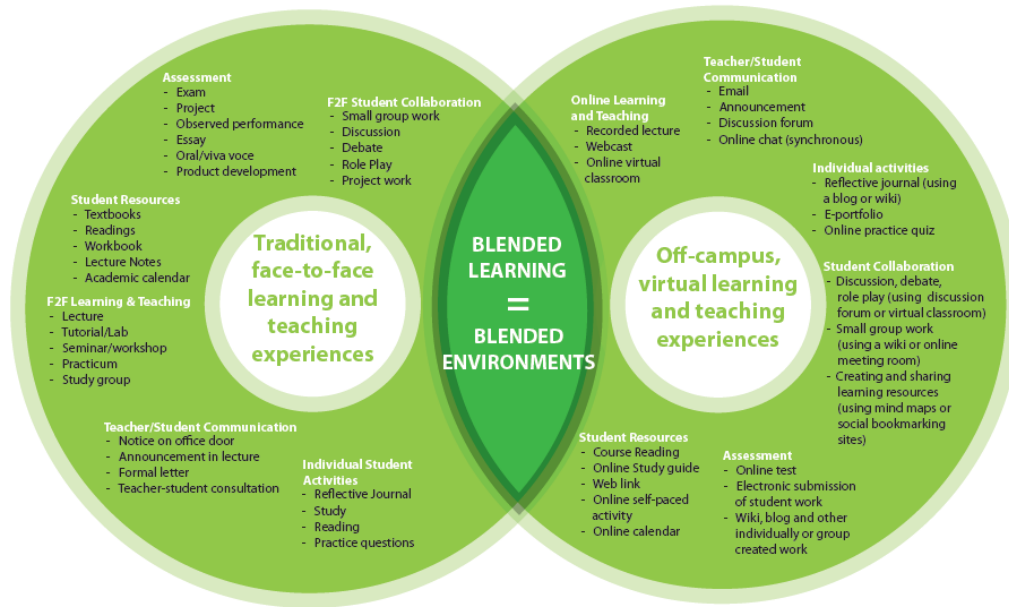 Assessment
- Exam
- Project
- Observed performance
- Essay
- Oral/viva voce
- Product development
F2F Student Collaboration
- Small group work
- Discussion
- Debate
- Role Play
- Project work
Student Resources
- Textbooks
- Readings
- Workbook
- Lecture Notes
- Academic calendar
F2F Learning & Teaching
- Lecture
- Tutorial/Lab
- Seminar/workshop
- Practicum
- Study group
Traditional,
face-to-face
learning and
teaching
experiences
Teacher/Student Communication
- Notice on office door
- Announcement in lecture
- Formal letter
- Teacher-student consultation
Individual Student
Activities
- Reflective Journal
- Study
- Reading
- Practice questions
BLENDED
LEARNING
=
BLENDED
ENVIRONMENTS
Online Learning
and Teaching
- Recorded lecture
- Webcast
- Online virtual
classroom
Teacher/Student
Communication
- Email
- Announcement
- Discussion forum
- Online chat (synchronous)
Individual activities
- Reflective journal (using
a blog or wiki)
- E-portfolio
- Online practice quiz
Off-campus,
virtual learning
and teaching
experiences
Student Collaboration
- Discussion, debate,
role play (using discussion
forum or virtual classroom)
- Small group work
(using a wiki or online
meeting room)
- Creating and sharing
learning resources
(using mind maps or
social bookmarking
sites)
Student Resources
- Course Reading
- Online Study guide
- Web link
- Online self-paced
activity
- Online calendar
Assessment
- Online test
- Electronic submission
of student work
- Wiki, blog and other
individually or group
created work